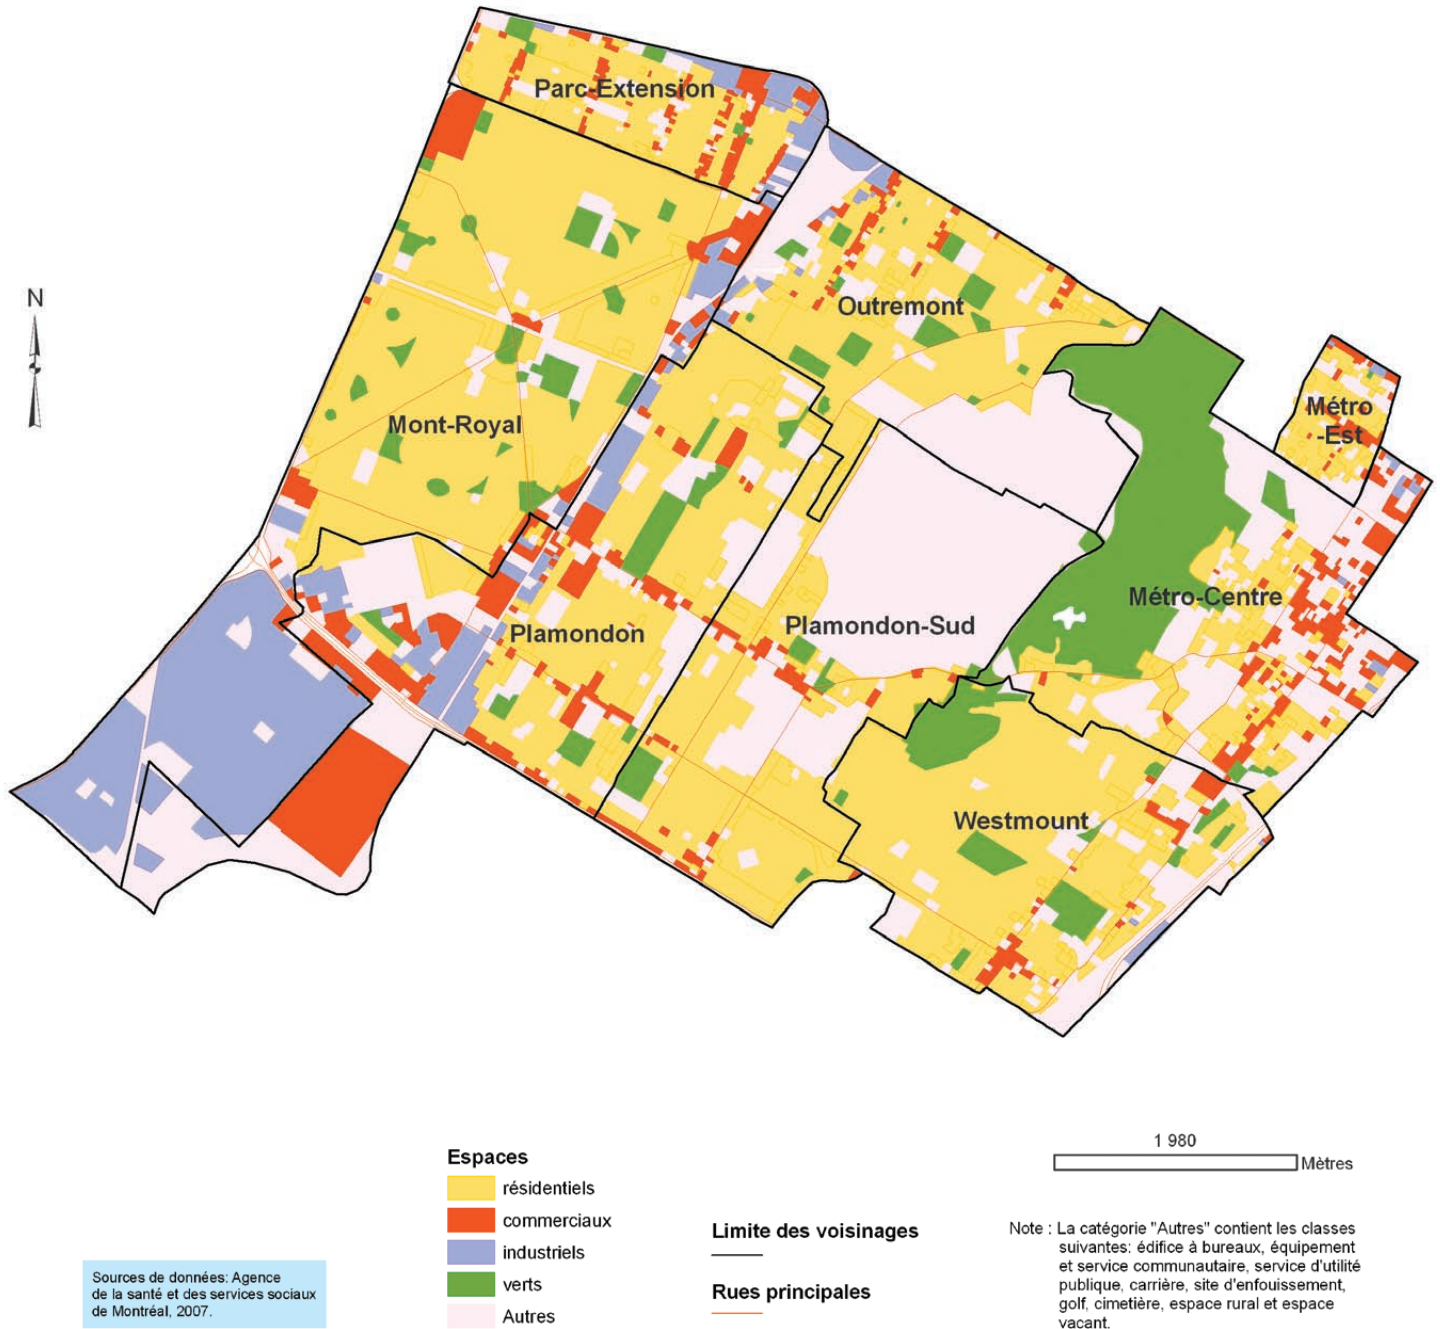 Parc-Extension
N
Outremont
Métro
-Est
Mont-Royal
Métro-Centre
Plamondon
Plamondon-Sud
Westmount
1 980
Mètres
Espaces
résidentiels
commerciaux
industriels
verts
Autres
Limite des voisinages
Rues principales
Note : La catégorie "Autres" contient les classes
suivantes: édifice à bureaux, équipement
et service communautaire, service d'utilité
publique, carrière, site d'enfouissement,
golf, cimetière, espace rural et espace
vacant.
Sources de données: Agence
de la santé et des services sociaux
de Montréal, 2007.